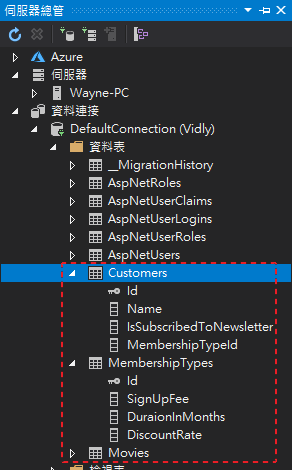 伺服器總管
Azure
伺服器
Wayne-PC
資料連接
DefaultConnection (Vidly)
資料表
__MigrationHistory
AspNetRoles
AspNetUserClaims
AspNetUserLogins
AspNetUserRoles
AspNetUsers
Customers
Id
Name
IsSubscribedToNewsletter
MembershipTypeId
MembershipTypes
Id
SignUpFee
DuraionInMonths
DiscountRate
Movies